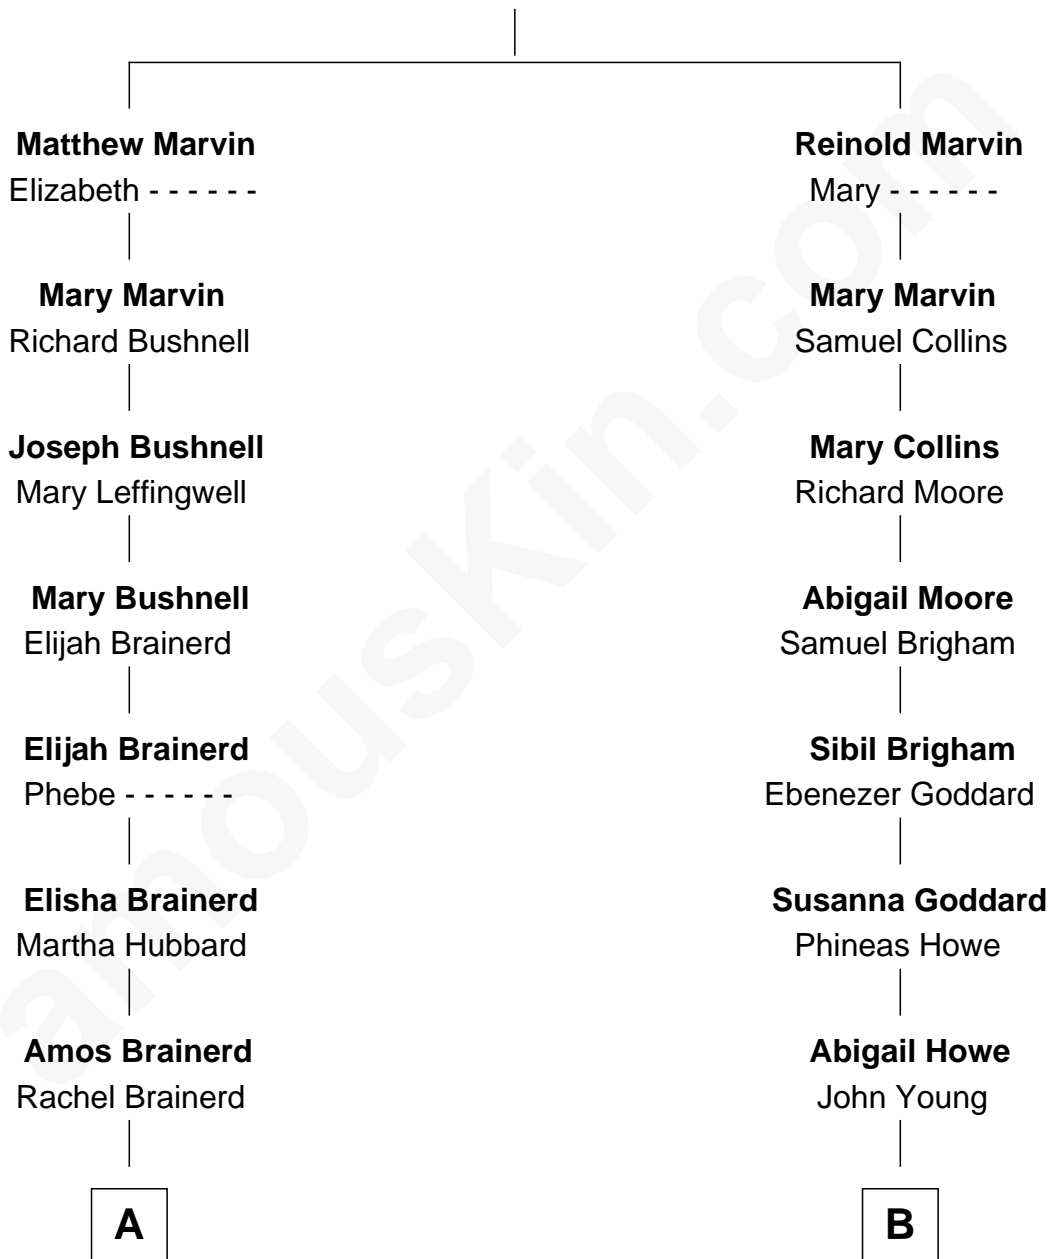 Matthew Marvin
Elizabeth - - - - - -
Mary Marvin
Richard Bushnell
Joseph Bushnell
Mary Leffingwell
Mary Bushnell
Elijah Brainerd
Elijah Brainerd
Phebe - - - - - -
Elisha Brainerd
Martha Hubbard
Amos Brainerd
Rachel Brainerd
A
Reinold Marvin
Mary - - - - - -
Mary Marvin
Samuel Collins
Mary Collins
Richard Moore
Abigail Moore
Samuel Brigham
Sibil Brigham
Ebenezer Goddard
Susanna Goddard
Phineas Howe
Abigail Howe
John Young
B
amouskin.com